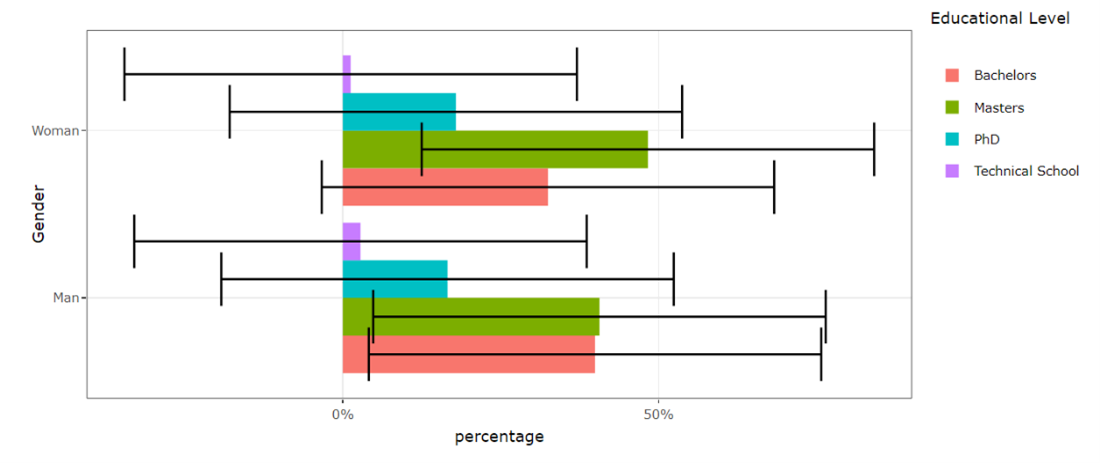 Educational Level
Bachelors
Masters
PhD
Technical School
Gender
Woman
Man
0%
50%
percentage